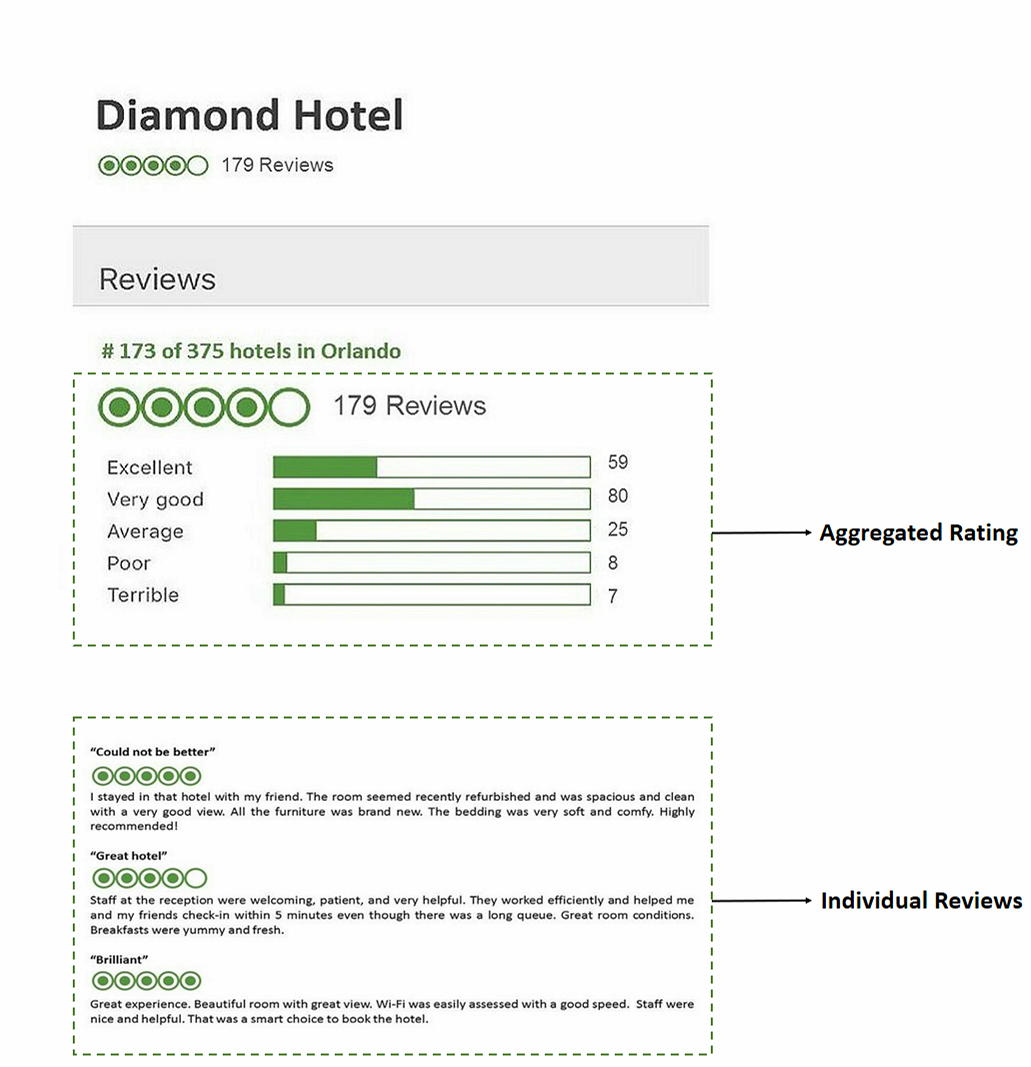 Diamond Hotel
179 Reviews
Reviews
# 173 of 375 hotels in Orlando
179 Reviews
Excellent 59
Very good 80
Average 25
Poor 8
Terrible 7
Aggregated Rating
“Could not be better”
I stayed in that hotel with my friend. The room seemed recently refurbished and was spacious and clean
with a very good view. All the furniture was brand new. The bedding was very soft and comfy. Highly
recommended!
“Great hotel”
Staff at the reception were welcoming, patient, and very helpful. They worked efficiently and helped me
and my friends check-in within 5 minutes even though there was a long queue. Great room conditions.
Breakfasts were yummy and fresh.
Individual Reviews
“Brilliant”
Great experience. Beautiful room with great view. Wi-Fi was easily assessed with a good speed. Staff were
nice and helpful. That was a smart choice to book the hotel.